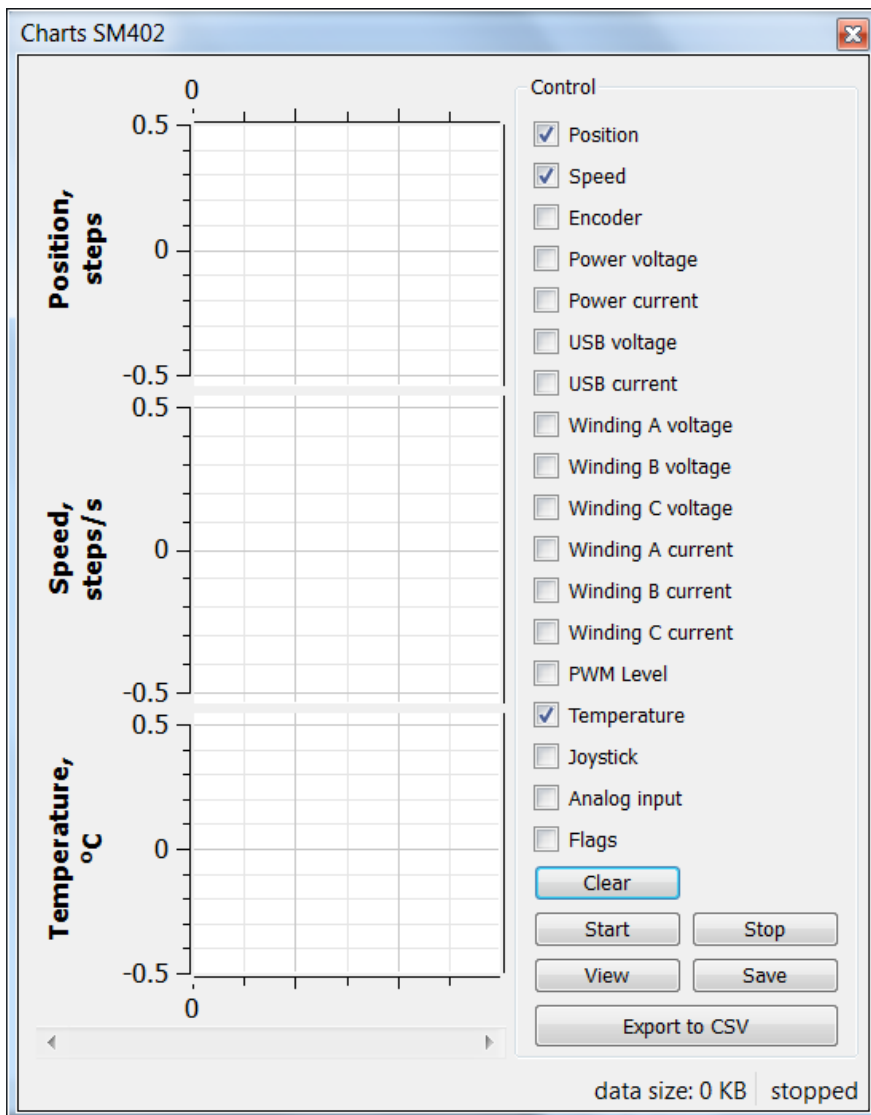 Charts SM402
0
0.5
Position,
steps
0
-0.5
0.5
Speed,
steps/s
0
-0.5
0.5
Temperature,
°C
0
-0.5
0
Control
Position
Speed
Encoder
Power voltage
Power current
USB voltage
USB current
Winding A voltage
Winding B voltage
Winding C voltage
Winding A current
Winding B current
Winding C current
PWM Level
Temperature
Joystick
Analog input
Flags
Clear
Start Stop
View Save
Export to CSV
data size: 0 KB stopped